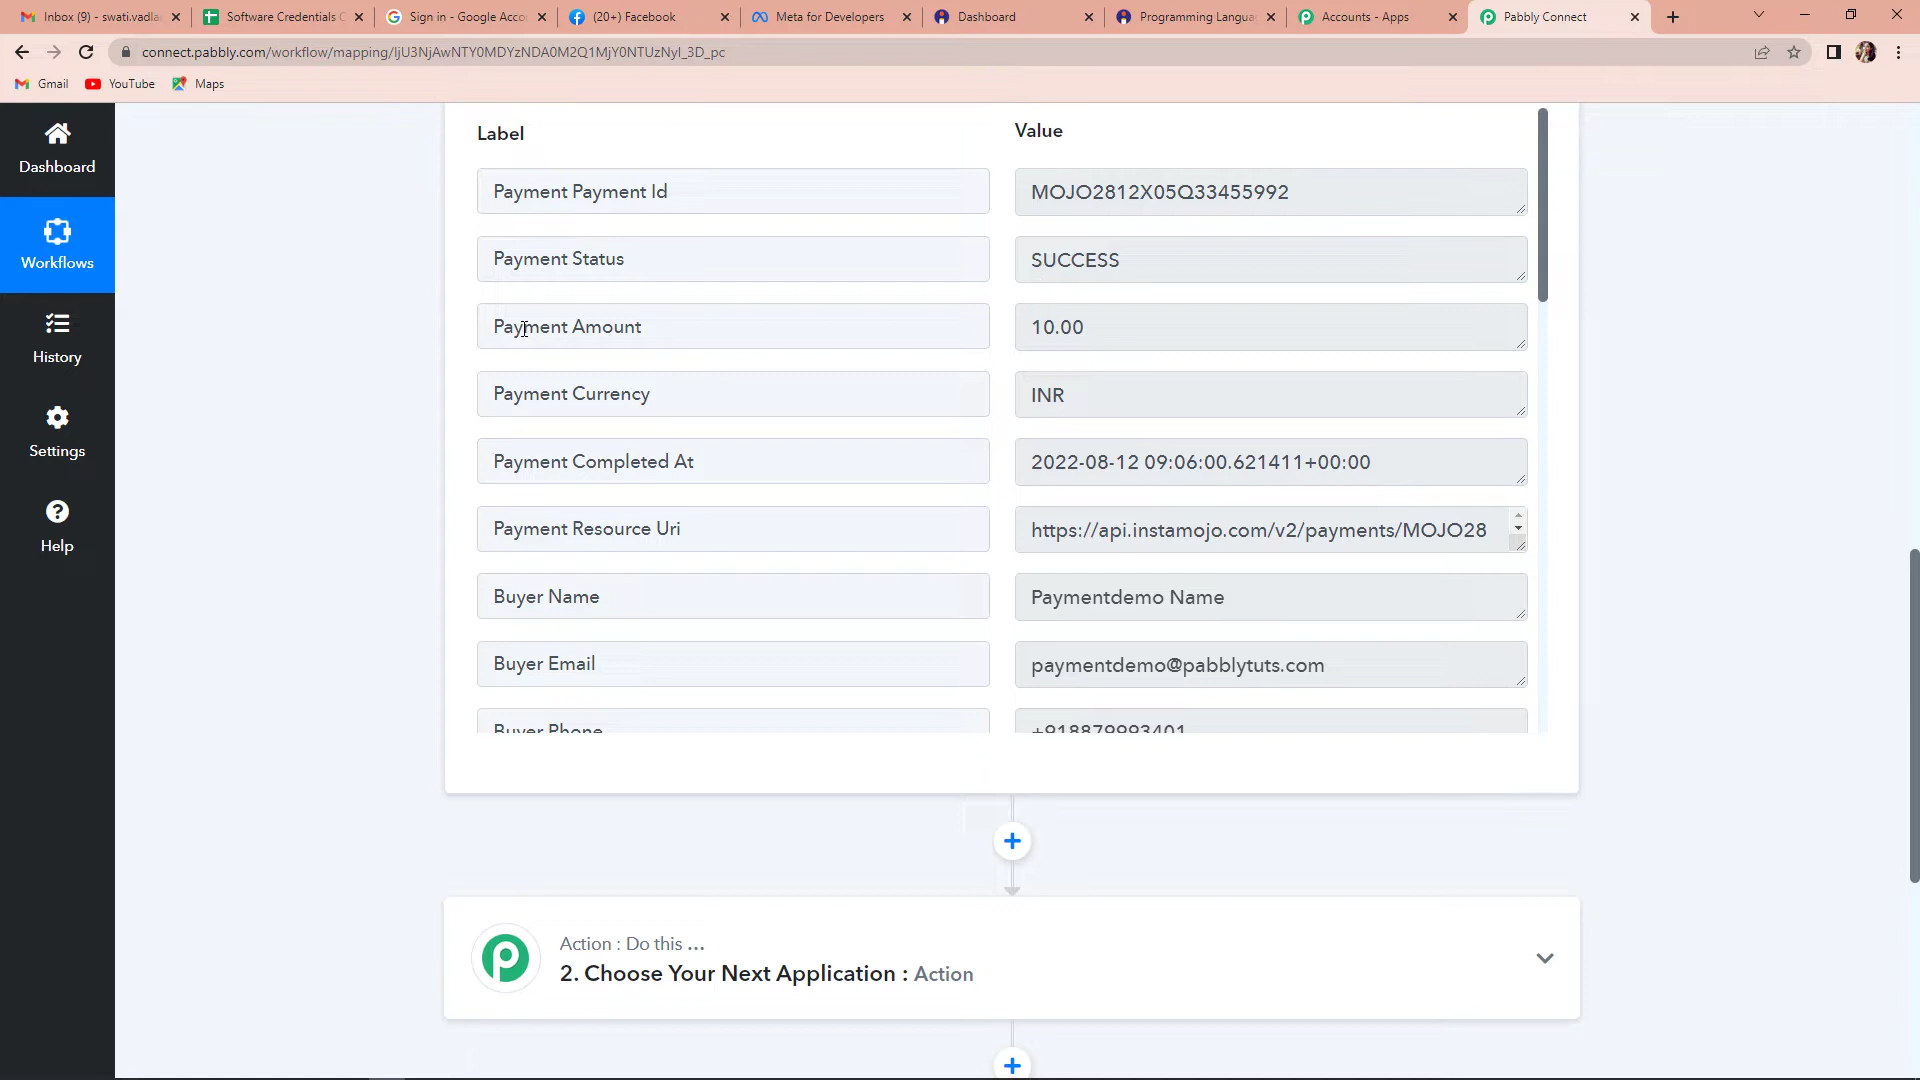 Inbox (9) - swati.vadla
Software Credentials C
Sign in - Google Acco
(20+) Facebook
Meta for Developers
Dashboard
Programming Langua
Accounts - Apps
Pabbly Connect
connect.pabbly.com/workflow/mapping/IjU3NjAwNTY0MDYzNDA0M2Q1MjY0NTUzNyI_3D_pc
Gmail
YouTube
Maps
Dashboard
Workflows
History
Settings
Help
Label
Value
Payment Payment Id
MOJO2812X05Q33455992
Payment Status
SUCCESS
Payment Amount
10.00
Payment Currency
INR
Payment Completed At
2022-08-12 09:06:00.621411+00:00
Payment Resource Uri
https://api.instamojo.com/v2/payments/MOJO28
Buyer Name
Paymentdemo Name
Buyer Email
paymentdemo@pabblytuts.com
Buyer Phone
+918879993401
Action : Do this ...
2. Choose Your Next Application : Action